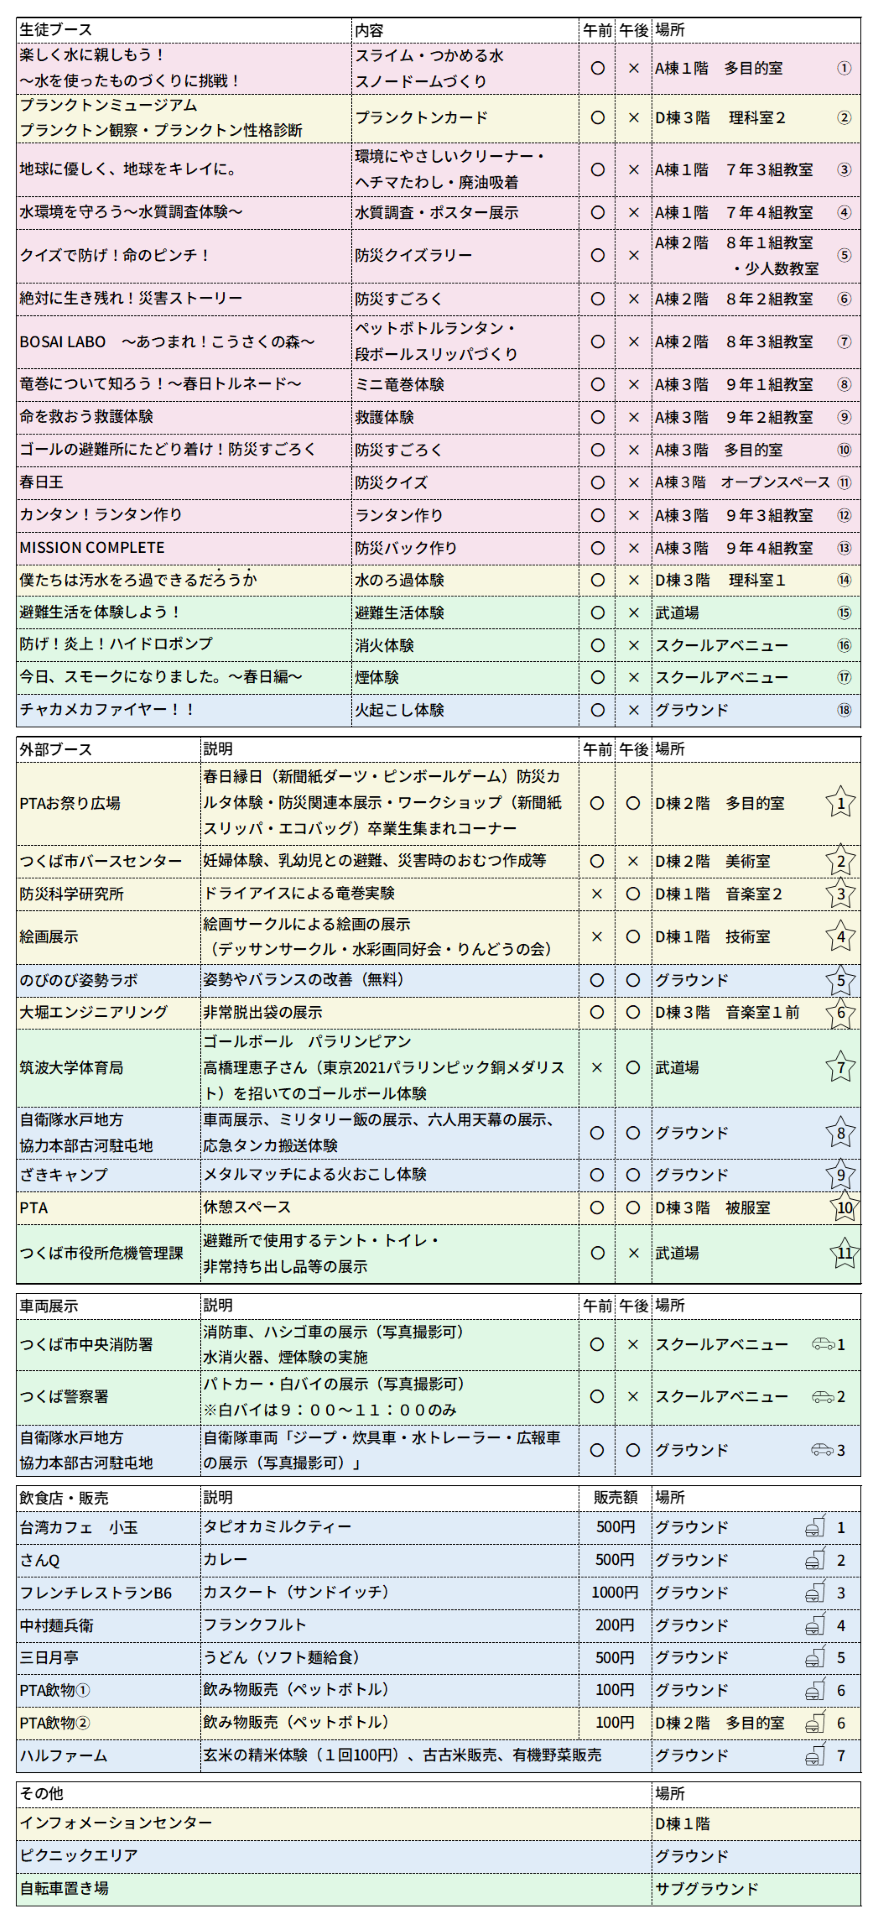 生徒ブース 内容 午前 午後 場所
楽しく水に親しもう！
～水を使ったものづくりに挑戦！ スライム・つかめる水
スノードームづくり 〇 × A棟１階　多目的室 ①
プランクトンミュージアム
プランクトン観察・プランクトン性格診断 プランクトンカード 〇 × D棟３階　理科室２ ②
地球に優しく、地球をキレイに。 環境にやさしいクリーナー・
ヘチマたわし・廃油吸着 〇 × A棟１階　７年３組教室 ③
水環境を守ろう～水質調査体験～ 水質調査・ポスター展示 〇 × A棟１階　７年４組教室 ④
クイズで防げ！命のピンチ！ 防災クイズラリー 〇 × A棟２階　８年１組教室
・少人数教室 ⑤
絶対に生き残れ！災害ストーリー 防災すごろく 〇 × A棟２階　８年２組教室 ⑥
BOSAI LABO　～あつまれ！こうさくの森～ ペットボトルランタン・
段ボールスリッパづくり 〇 × A棟２階　８年３組教室 ⑦
竜巻について知ろう！～春日トルネード～ ミニ竜巻体験 〇 × A棟３階　９年１組教室 ⑧
命を救おう救護体験 救護体験 〇 × A棟３階　９年２組教室 ⑨
ゴールの避難所にたどり着け！防災すごろく 防災すごろく 〇 × A棟３階　多目的室 ⑩
春日王 防災クイズ 〇 × A棟３階　オープンスペース ⑪
カンタン！ランタン作り ランタン作り 〇 × A棟３階　９年３組教室 ⑫
MISSION COMPLETE 防災バック作り 〇 × A棟３階　９年４組教室 ⑬
僕たちは汚水をろ過できるだろうか 水のろ過体験 〇 × D棟３階　理科室１ ⑭
避難生活を体験しよう！ 避難生活体験 〇 × 武道場 ⑮
防げ！炎上！ハイドロポンプ 消火体験 〇 × スクールアベニュー ⑯
今日、スモークになりました。～春日編～ 煙体験 〇 × スクールアベニュー ⑰
チャカメカファイヤー！！ 火起こし体験 〇 × グラウンド ⑱
外部ブース 説明 午前 午後 場所
PTAお祭り広場 春日縁日（新聞紙ダーツ・ピンボールゲーム）防災カ
ルタ体験・防災関連本展示・ワークショップ（新聞紙
スリッパ・エコバッグ）卒業生集まれコーナー 〇 〇 D棟２階　多目的室 1
つくば市バースセンター 妊婦体験、乳幼児との避難、災害時のおむつ作成等 〇 × D棟２階　美術室 2
防災科学研究所 ドライアイスによる竜巻実験 × 〇 D棟１階　音楽室２ 3
絵画展示 絵画サークルによる絵画の展示
（デッサンサークル・水彩画同好会・りんどうの会） × 〇 D棟１階　技術室 4
のびのび姿勢ラボ 姿勢やバランスの改善（無料） 〇 〇 グラウンド 5
大堀エンジニアリング 非常脱出袋の展示 〇 〇 D棟３階　音楽室１前 6
筑波大学体育局 ゴールボール　パラリンピアン
高橋理恵子さん（東京2021パラリンピック銅メダリス
ト）を招いてのゴールボール体験 × 〇 武道場 7
自衛隊水戸地方
協力本部古河駐屯地 車両展示、ミリタリー飯の展示、六人用天幕の展示、
応急タンカ搬送体験 〇 〇 グラウンド 8
ざきキャンプ メタルマッチによる火おこし体験 〇 〇 グラウンド 9
PTA 休憩スペース 〇 〇 D棟３階　被服室 10
つくば市役所危機管理課 避難所で使用するテント・トイレ・
非常持ち出し品等の展示 〇 × 武道場 11
車両展示 説明 午前 午後 場所
つくば市中央消防署 消防車、ハシゴ車の展示（写真撮影可）
水消火器、煙体験の実施 〇 × スクールアベニュー 1
つくば警察署 パトカー・白バイの展示（写真撮影可）
※白バイは９：００～１１：００のみ 〇 × スクールアベニュー 2
自衛隊水戸地方
協力本部古河駐屯地 自衛隊車両「ジープ・炊具車・水トレーラー・広報車
の展示（写真撮影可）」 〇 〇 グラウンド 3
飲食店・販売 説明 販売額 場所
台湾カフェ　小玉 タピオカミルクティー 500円 グラウンド 1
さんQ カレー 500円 グラウンド 2
フレンチレストランB6 カスクート（サンドイッチ） 1000円 グラウンド 3
中村麺兵衛 フランクフルト 200円 グラウンド 4
三日月亭 うどん（ソフト麺給食） 500円 グラウンド 5
PTA飲物① 飲み物販売（ペットボトル） 100円 グラウンド 6
PTA飲物② 飲み物販売（ペットボトル） 100円 D棟２階　多目的室 6
ハルファーム 玄米の精米体験（１回100円）、古古米販売、有機野菜販売 グラウンド 7
その他 場所
インフォメーションセンター D棟１階
ピクニックエリア グラウンド
自転車置き場 サブグラウンド